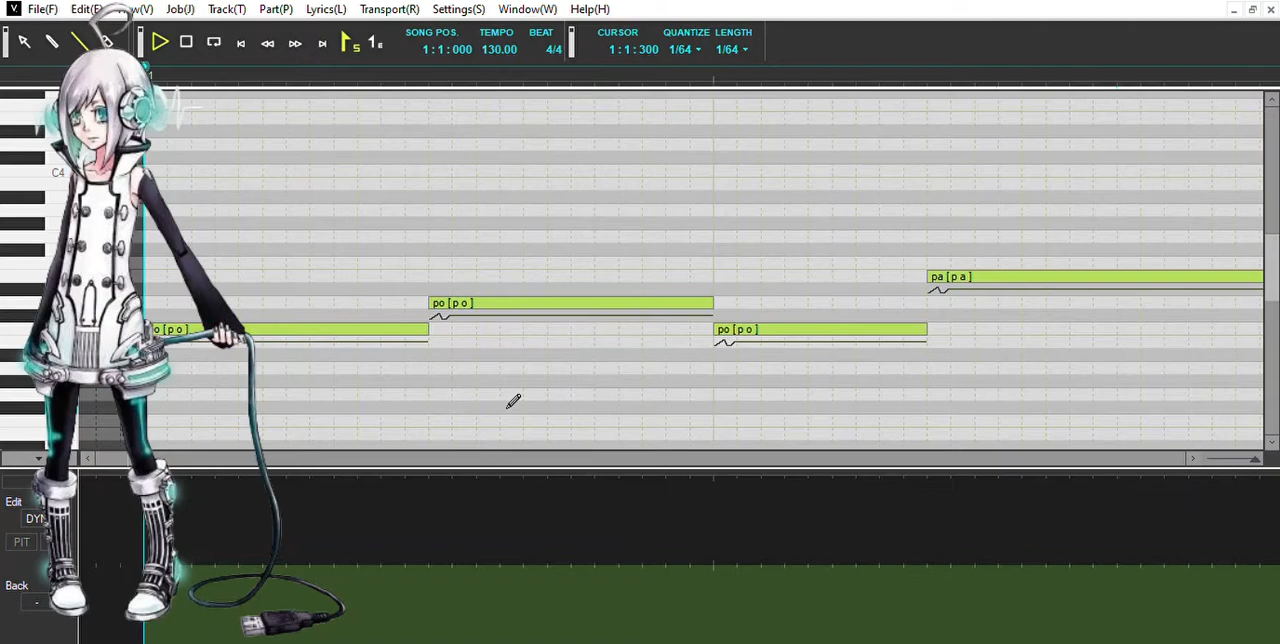 V File(F) Edit(E) View(V) Job(J) Track(T) Part(P) Lyrics(L) Transport(R) Settings(S) Window(W) Help(H)
SONG POS. TEMPO BEAT CURSOR QUANTIZE LENGTH
1 : 1 : 000 130.00 4/4 1 : 1 : 300 1/64 1/64
1
C4
pa [ p a ]
po [ p o ]
o [ p o ] po [ p o ]
Edit
DYN
PIT
Back
-